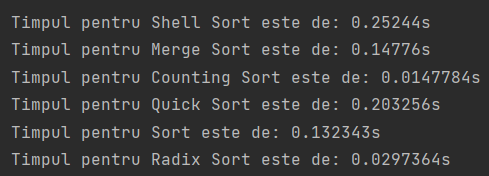 Timpul pentru Shell Sort este de: 0.25244s
Timpul pentru Merge Sort este de: 0.14776s
Timpul pentru Counting Sort este de: 0.0147784s
Timpul pentru Quick Sort este de: 0.203256s
Timpul pentru Sort este de: 0.132343s
Timpul pentru Radix Sort este de: 0.0297364s